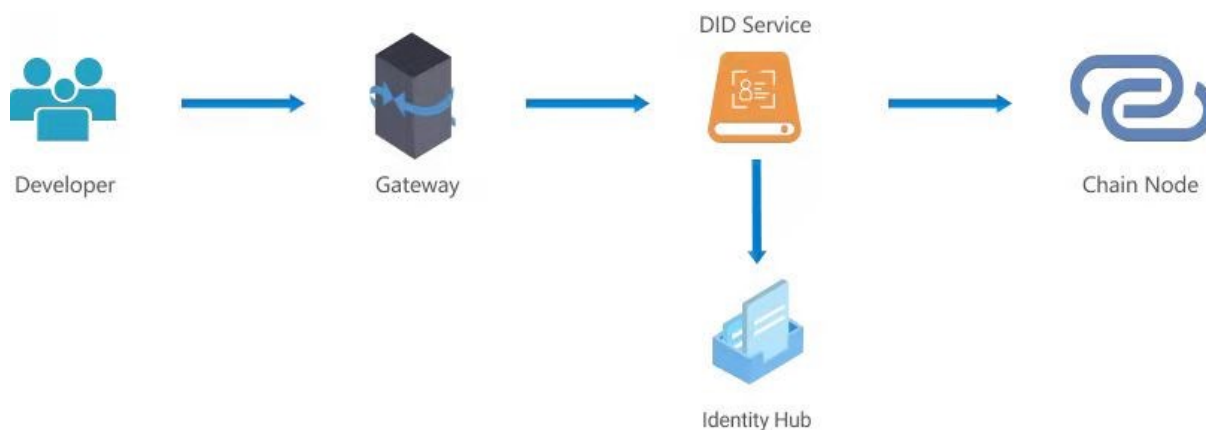 DID Service
Developer
Gateway
Chain Node
Identity Hub